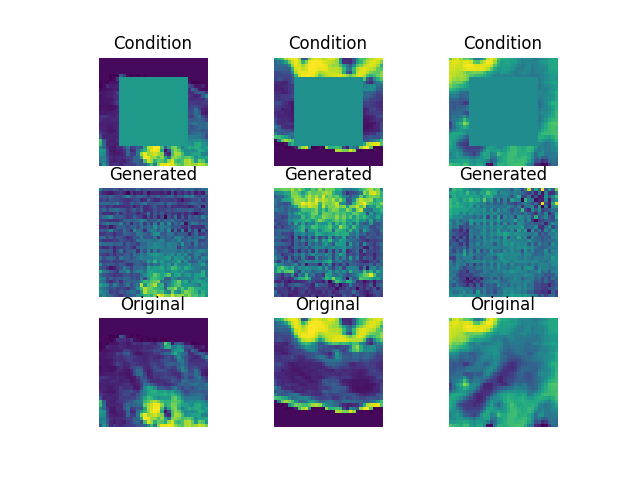 Condition Condition Condition
Generated Generated Generated
Original Original Original